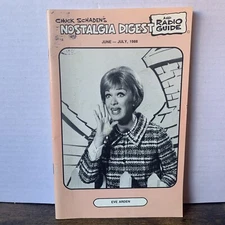 CHUCK SCHADEN'S
NOSTALGIA DIGEST
AND
RADIO
GUIDE
JUNE — JULY, 1988
EVE ARDEN